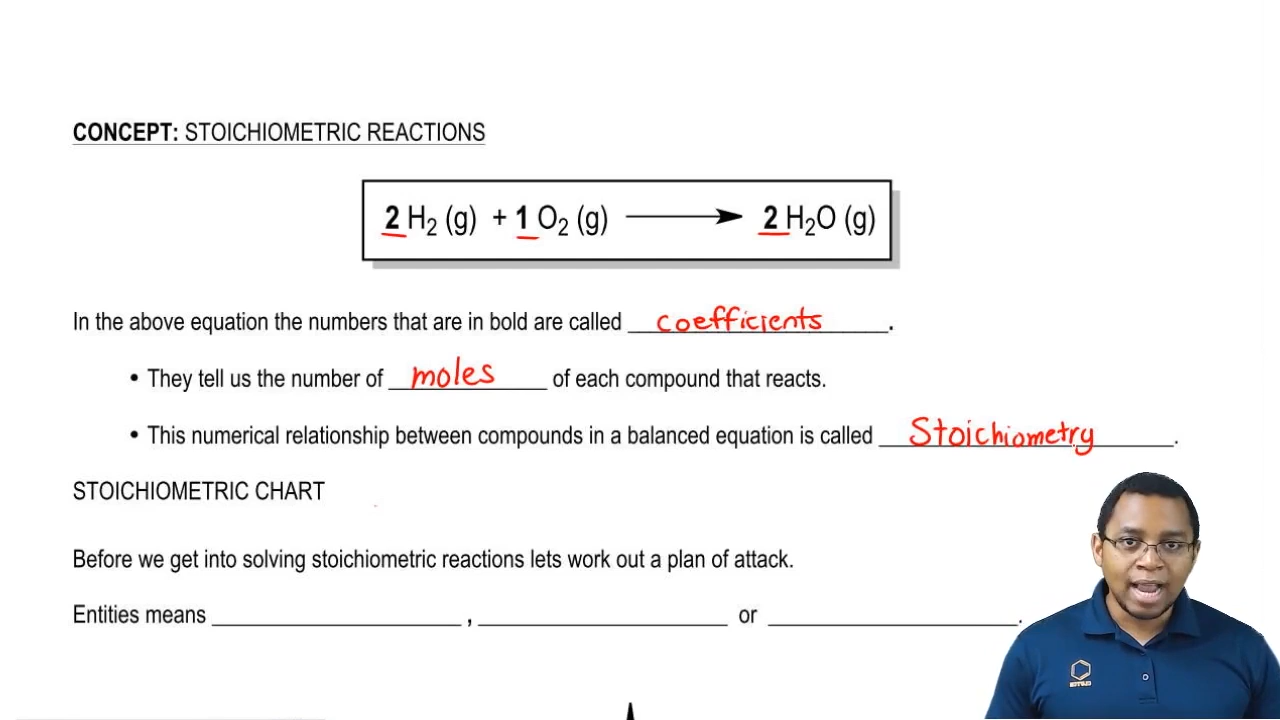 CONCEPT: STOICHIOMETRIC REACTIONS
2 H₂ (g) + 1 O₂ (g) ⟶ 2 H₂O (g)
In the above equation the numbers that are in bold are called coefficients.
• They tell us the number of moles of each compound that reacts.
• This numerical relationship between compounds in a balanced equation is called Stoichiometry.
STOICHIOMETRIC CHART
Before we get into solving stoichiometric reactions lets work out a plan of attack.
Entities means ____________________, ____________________ or ____________________.